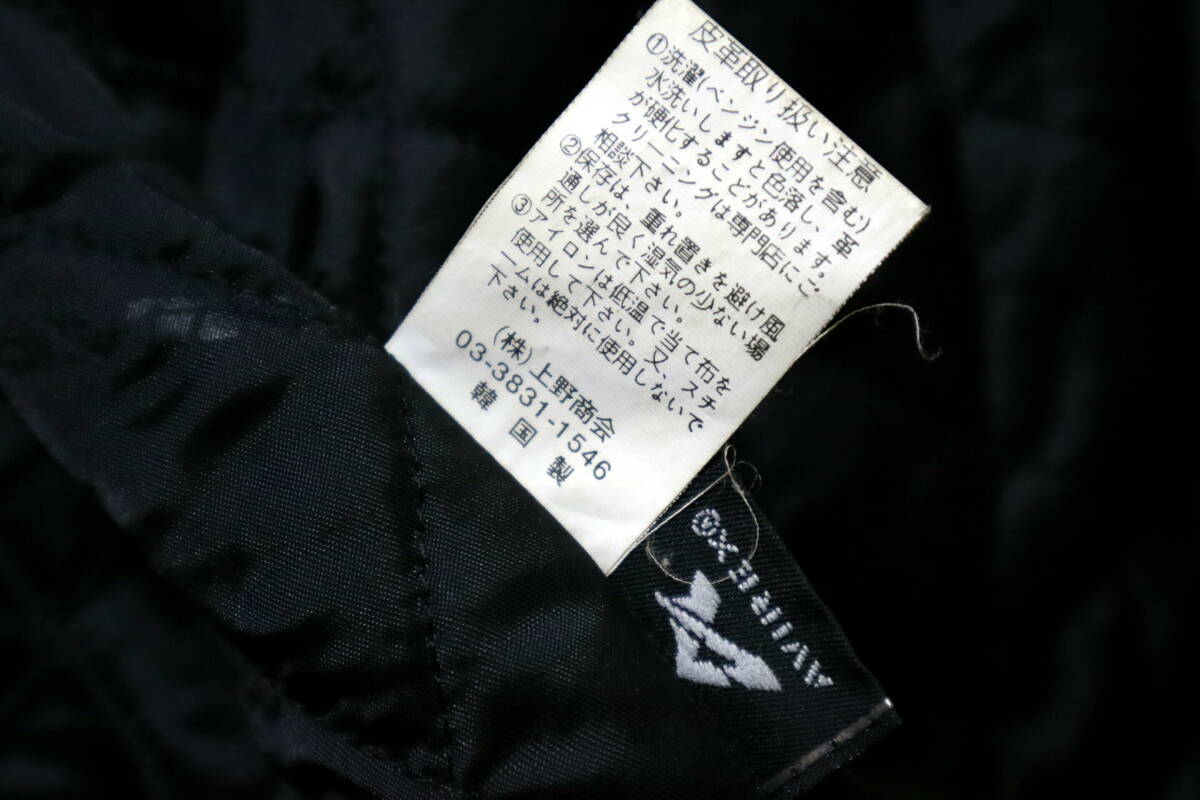 皮革取り扱い注意
①洗濯(ベンジン使用を含む)
水洗いしますと色落し、革
が硬化することがあります。
クリーニングは専門店にご
相談下さい。
②保存は、重れ置きを避け風
通しが良く湿気の少ない場
所を選んで下さい。
③アイロンは低温で当て布を
使用して下さい。又、スチ
ームは絶対に使用しないで
下さい。
(株)上野商会
03-3831-1546
韓国製
AVIREX®